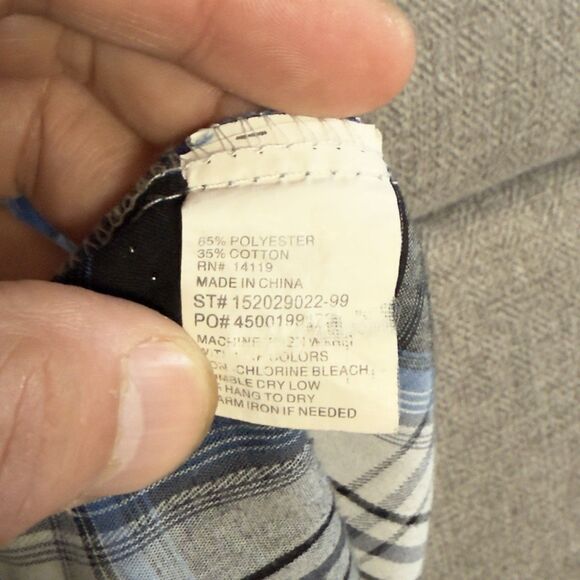 65% POLYESTER
35% COTTON
RN# 14119
MADE IN CHINA
ST# 152029022-99
PO# 4500199
MACHINE
COLORS
CHLORINE BLEACH
DRY LOW
HANG TO DRY
ARM IRON IF NEEDED